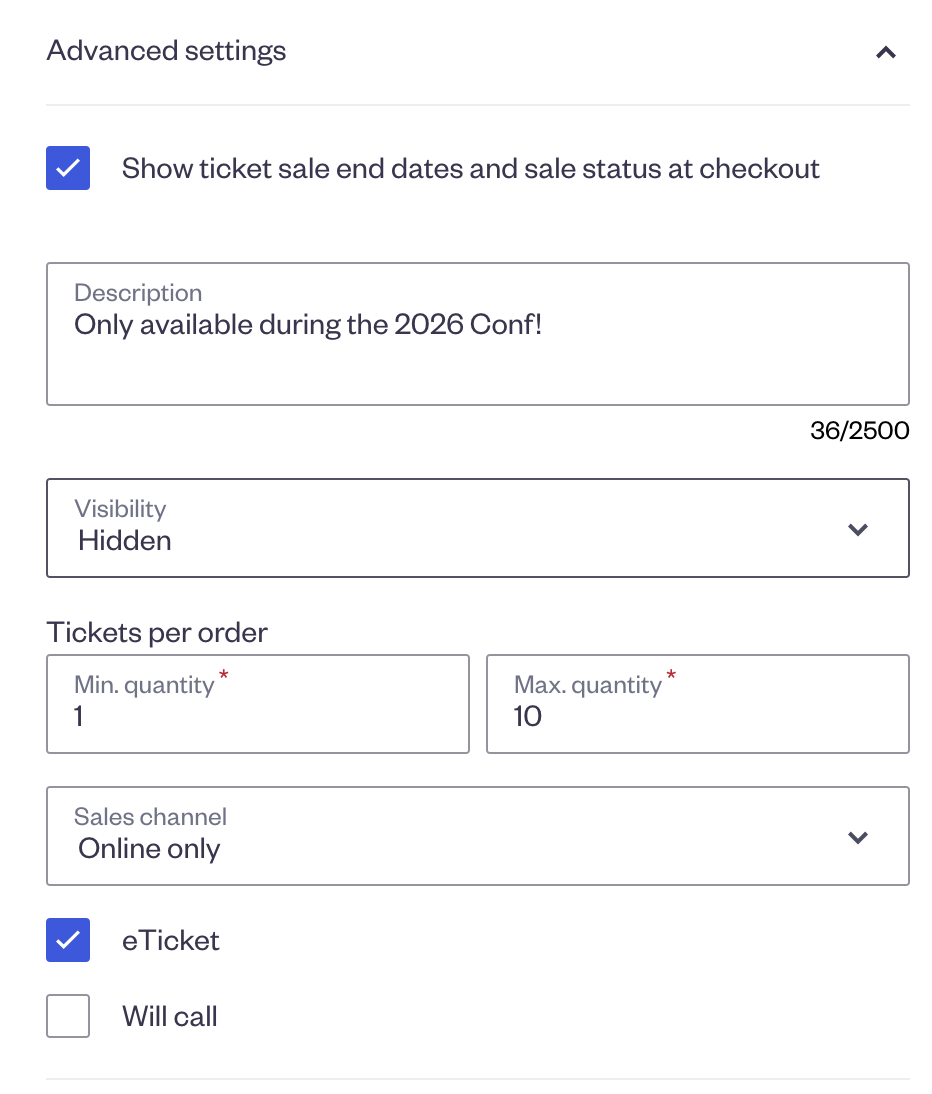 Advanced settings
Show ticket sale end dates and sale status at checkout
Description
Only available during the 2026 Conf!
36/2500
Visibility
Hidden
Tickets per order
Min. quantity*
1
Max. quantity*
10
Sales channel
Online only
eTicket
Will call